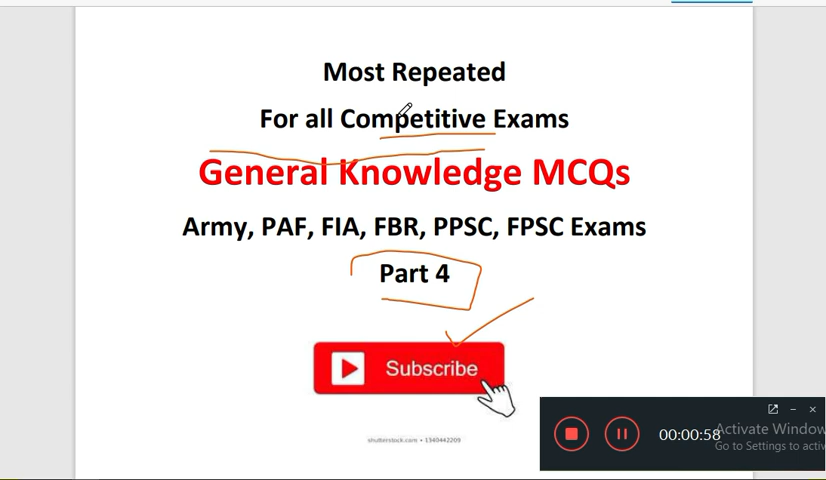 Most Repeated
For all Competitive Exams
General Knowledge MCQs
Army, PAF, FIA, FBR, PPSC, FPSC Exams
Part 4
Subscribe
shutterstock.com • 1340442209
00:00:58
Activate Window
Go to Settings to activ